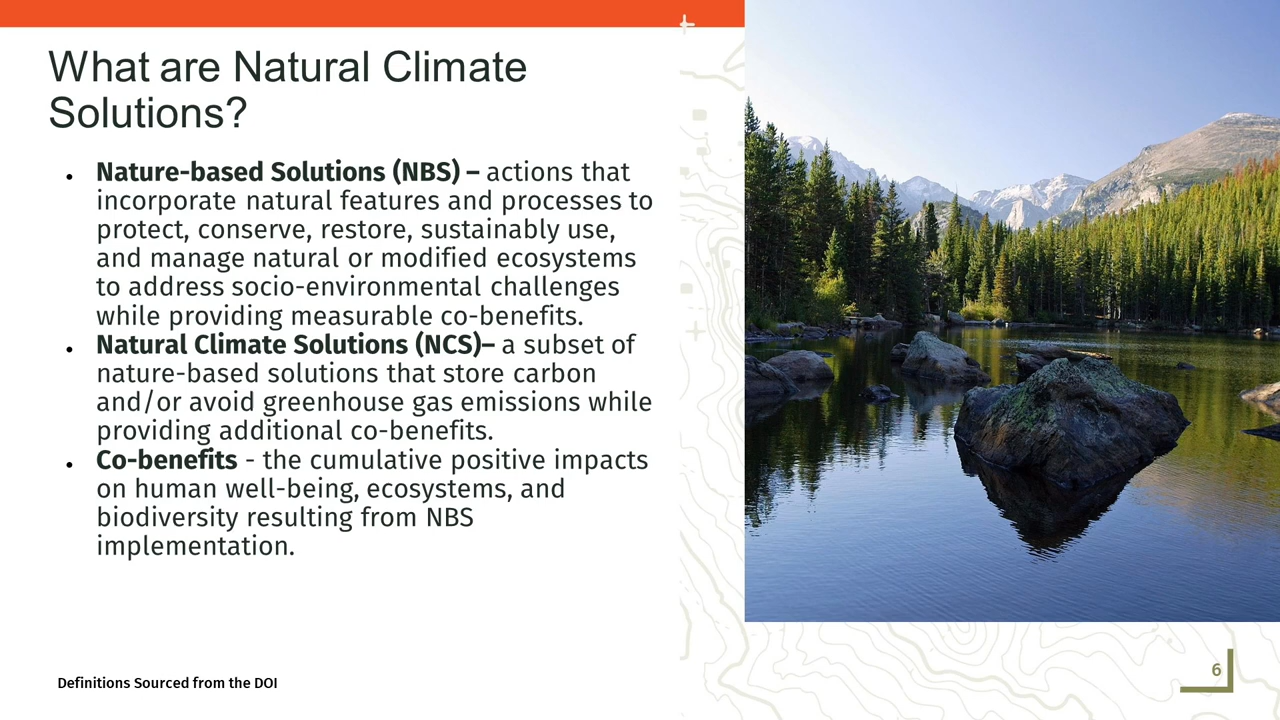 What are Natural Climate
Solutions?
• Nature-based Solutions (NBS) – actions that
incorporate natural features and processes to
protect, conserve, restore, sustainably use,
and manage natural or modified ecosystems
to address socio-environmental challenges
while providing measurable co-benefits.
• Natural Climate Solutions (NCS)– a subset of
nature-based solutions that store carbon
and/or avoid greenhouse gas emissions while
providing additional co-benefits.
• Co-benefits - the cumulative positive impacts
on human well-being, ecosystems, and
biodiversity resulting from NBS
implementation.
Definitions Sourced from the DOI
6